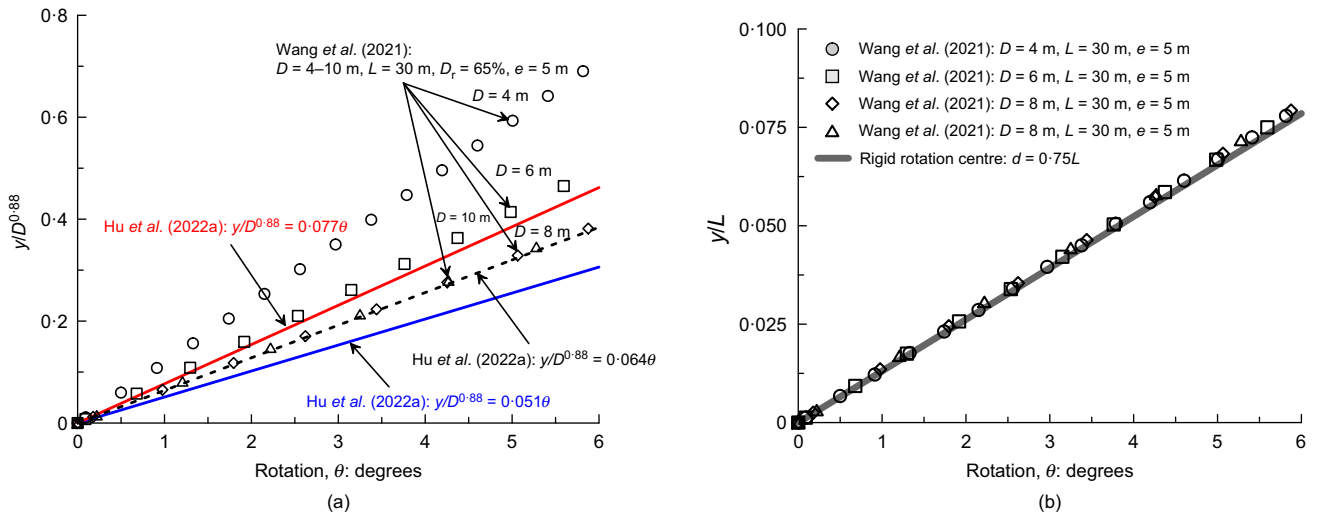 0·8
0·6
0·4
0·2
0
y/D^0·88
0
1
2
3
4
5
6
Rotation, θ: degrees
(a)
Wang et al. (2021):
D = 4–10 m, L = 30 m, Dr = 65%, e = 5 m
D = 4 m
D = 6 m
D = 10 m
D = 8 m
Hu et al. (2022a): y/D^0·88 = 0·077θ
Hu et al. (2022a): y/D^0·88 = 0·064θ
Hu et al. (2022a): y/D^0·88 = 0·051θ
0·100
0·075
0·050
0·025
0
y/L
0
1
2
3
4
5
6
Rotation, θ: degrees
(b)
Wang et al. (2021): D = 4 m, L = 30 m, e = 5 m
Wang et al. (2021): D = 6 m, L = 30 m, e = 5 m
Wang et al. (2021): D = 8 m, L = 30 m, e = 5 m
Wang et al. (2021): D = 8 m, L = 30 m, e = 5 m
Rigid rotation centre: d = 0·75L